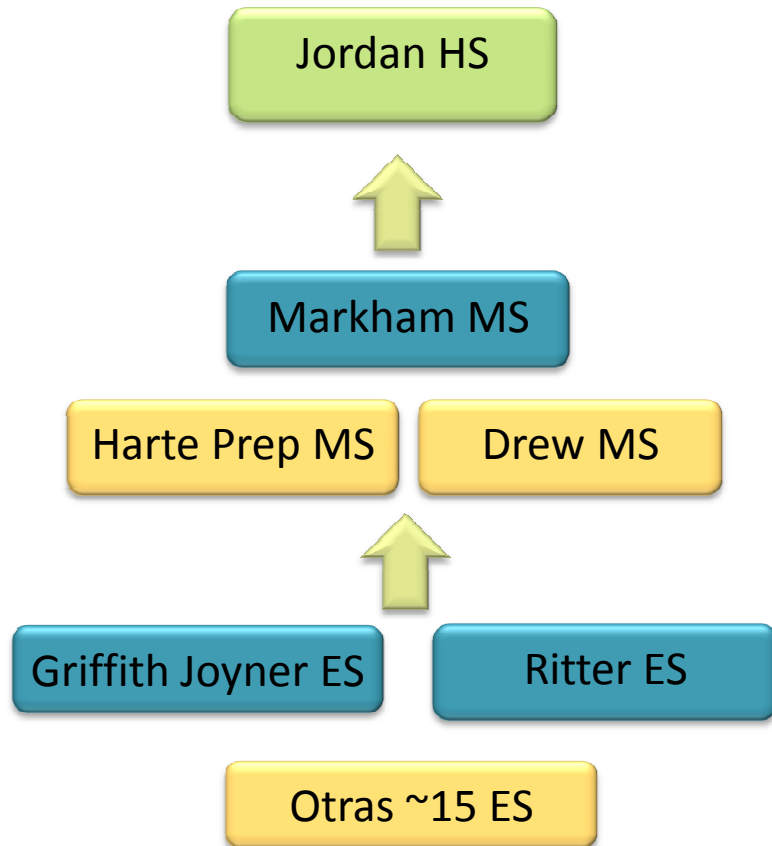 Jordan HS
Markham MS
Harte Prep MS
Drew MS
Griffith Joyner ES
Ritter ES
Otras ~15 ES